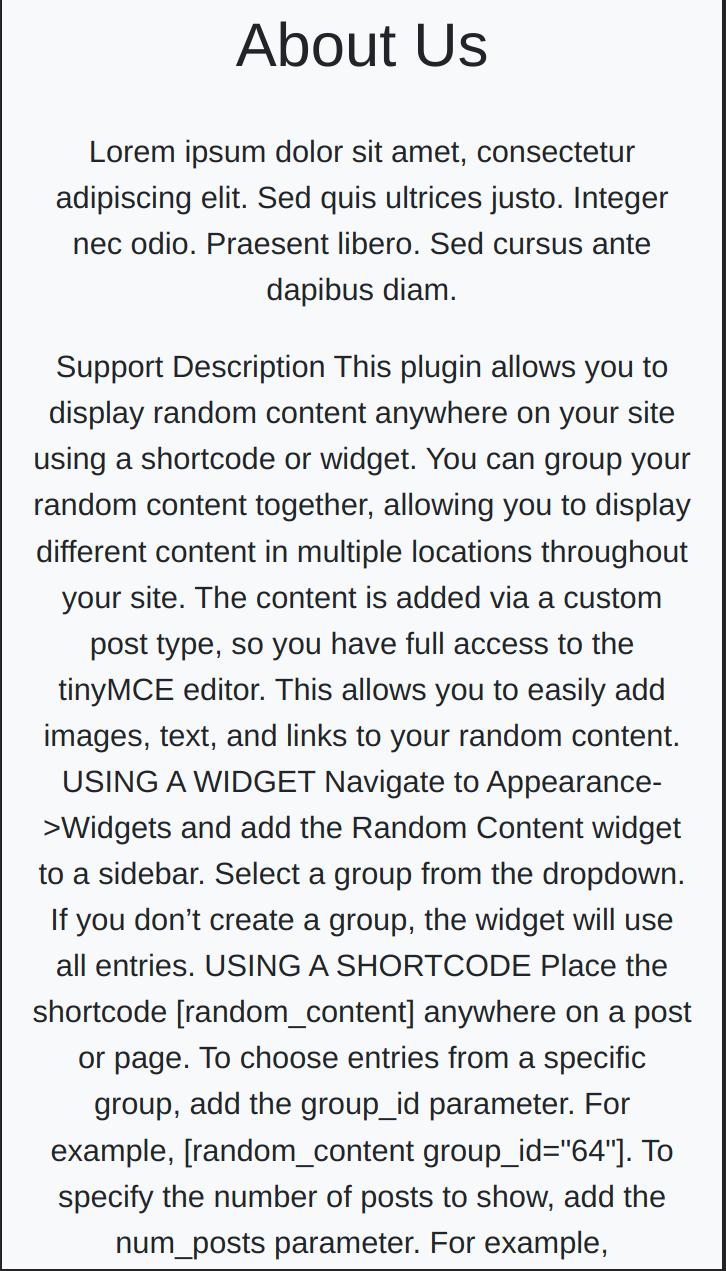 About Us
Lorem ipsum dolor sit amet, consectetur
adipiscing elit. Sed quis ultrices justo. Integer
nec odio. Praesent libero. Sed cursus ante
dapibus diam.
Support Description This plugin allows you to
display random content anywhere on your site
using a shortcode or widget. You can group your
random content together, allowing you to display
different content in multiple locations throughout
your site. The content is added via a custom
post type, so you have full access to the
tinyMCE editor. This allows you to easily add
images, text, and links to your random content.
USING A WIDGET Navigate to Appearance-
>Widgets and add the Random Content widget
to a sidebar. Select a group from the dropdown.
If you don’t create a group, the widget will use
all entries. USING A SHORTCODE Place the
shortcode [random_content] anywhere on a post
or page. To choose entries from a specific
group, add the group_id parameter. For
example, [random_content group_id="64"]. To
specify the number of posts to show, add the
num_posts parameter. For example,